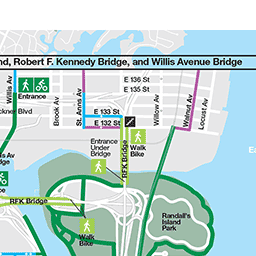 nd, Robert F. Kennedy Bridge, and Willis Avenue Bridge
Willis Av
Entrance
E 136 St
E 135 St
ckner Blvd
Brook Av
St. Anns Av
E 133 St
E 132 St
Willow Av
Walnut Av
Locust Av
Entrance
Under
Bridge
Walk
Bike
RFK Bridge
is Av
Bridge
RFK Bridge
Walk
Bike
Randall's
Island
Park
Ea